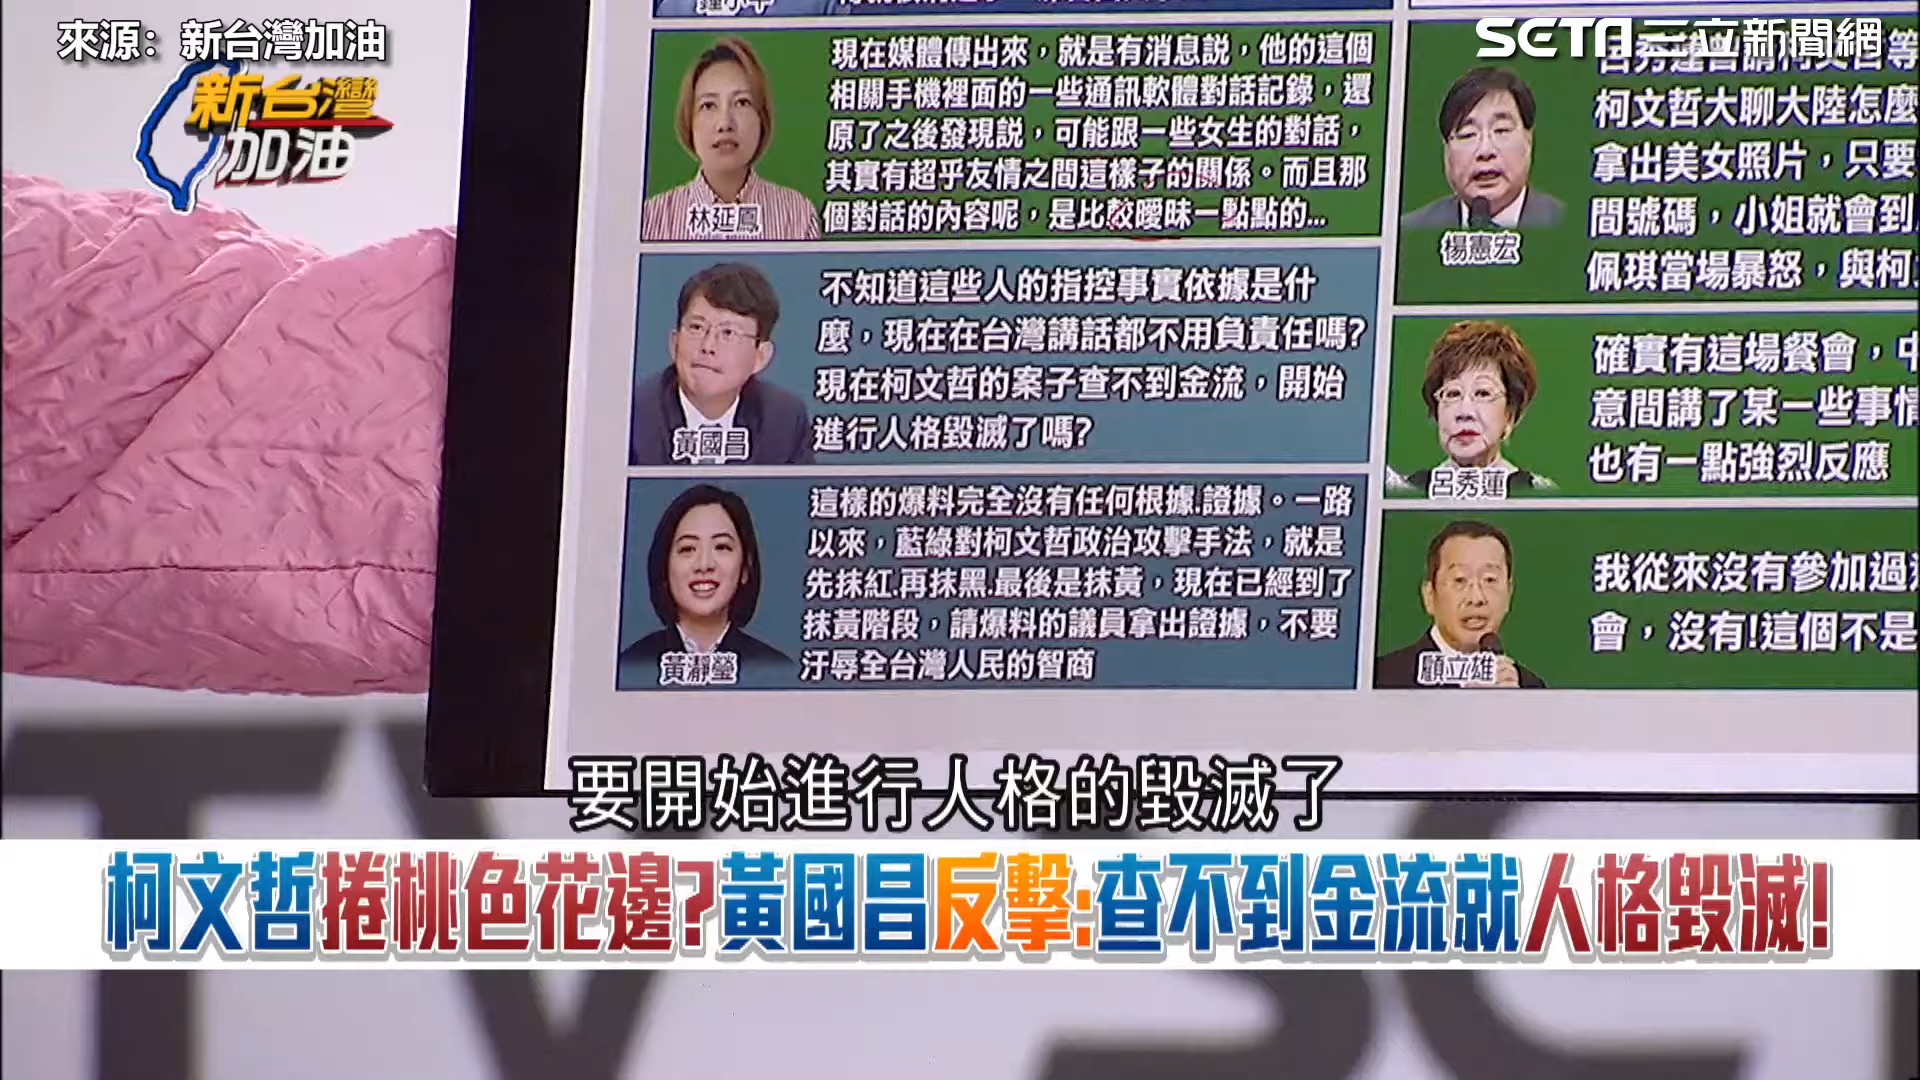 來源：新台灣加油
新台灣
加油
SETN三立新聞網
現在媒體傳出來，就是有消息說，他的這個
相關手機裡面的一些通訊軟體對話記錄，還
原了之後發現說，可能跟一些女生的對話，
其實有超乎友情之間這樣子的關係。而且那
個對話的內容呢，是比較曖昧一點點的...
林延鳳
不知道這些人的指控事實依據是什
麼，現在在台灣講話都不用負責任嗎?
現在柯文哲的案子查不到金流，開始
進行人格毀滅了嗎?
黃國昌
這樣的爆料完全沒有任何根據.證據。一路
以來，藍綠對柯文哲政治攻擊手法，就是
先抹紅.再抹黑.最後是抹黃，現在已經到了
抹黃階段，請爆料的議員拿出證據，不要
汙辱全台灣人民的智商
黃瀞瑩
呂秀蓮曾請柯文哲等
柯文哲大聊大陸怎麼
拿出美女照片，只要
間號碼，小姐就會到
佩琪當場暴怒，與柯
楊憲宏
確實有這場餐會，中
意間講了某一些事情
也有一點強烈反應
呂秀蓮
我從來沒有參加過這
會，沒有!這個不是
顧立雄
要開始進行人格的毀滅了
柯文哲捲桃色花邊?黃國昌反擊:查不到金流就人格毀滅!